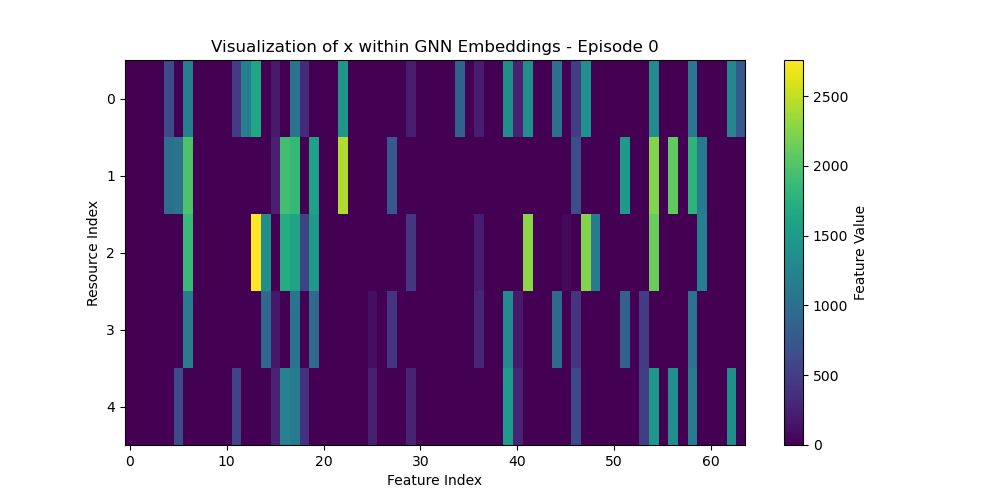 Visualization of x within GNN Embeddings - Episode 0
Resource Index
0
1
2
3
4
0 10 20 30 40 50 60
Feature Index
2500
2000
1500
1000
500
0
Feature Value